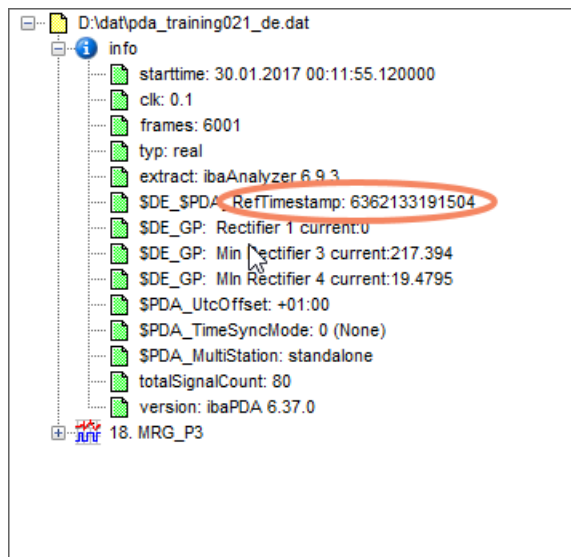 D:\dat\pda_training021_de.dat
info
starttime: 30.01.2017 00:11:55.120000
clk: 0.1
frames: 6001
typ: real
extract: ibaAnalyzer 6.9.3
$DE_$PDA_RefTimestamp: 6362133191504
$DE_GP: Rectifier 1 current:0
$DE_GP: Min Rectifier 3 current:217.394
$DE_GP: MIn Rectifier 4 current:19.4795
$PDA_UtcOffset: +01:00
$PDA_TimeSyncMode: 0 (None)
$PDA_MultiStation: standalone
totalSignalCount: 80
version: ibaPDA 6.37.0
18. MRG_P3